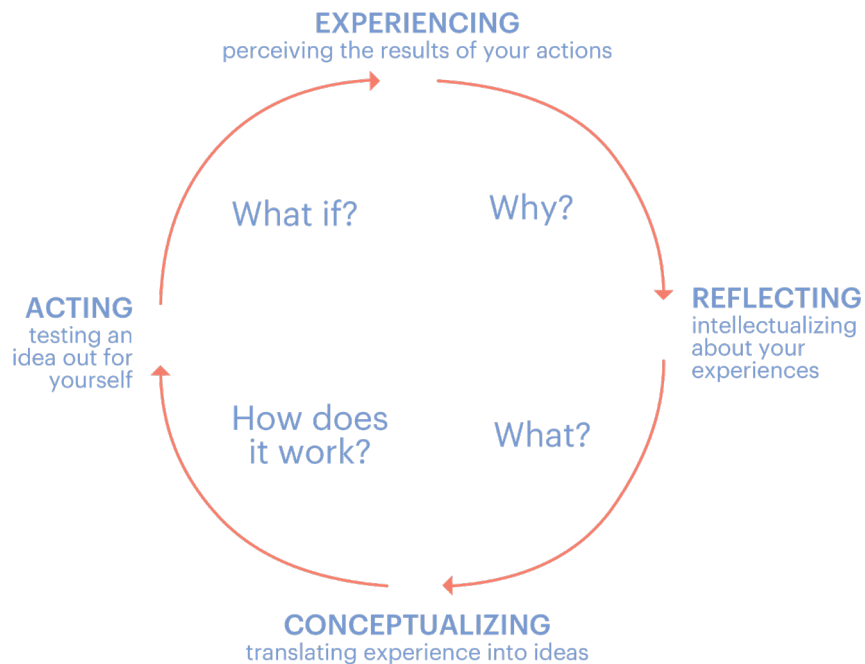 EXPERIENCING
perceiving the results of your actions
What if?
Why?
ACTING
testing an
idea out for
yourself
REFLECTING
intellectualizing
about your
experiences
How does
it work?
What?
CONCEPTUALIZING
translating experience into ideas